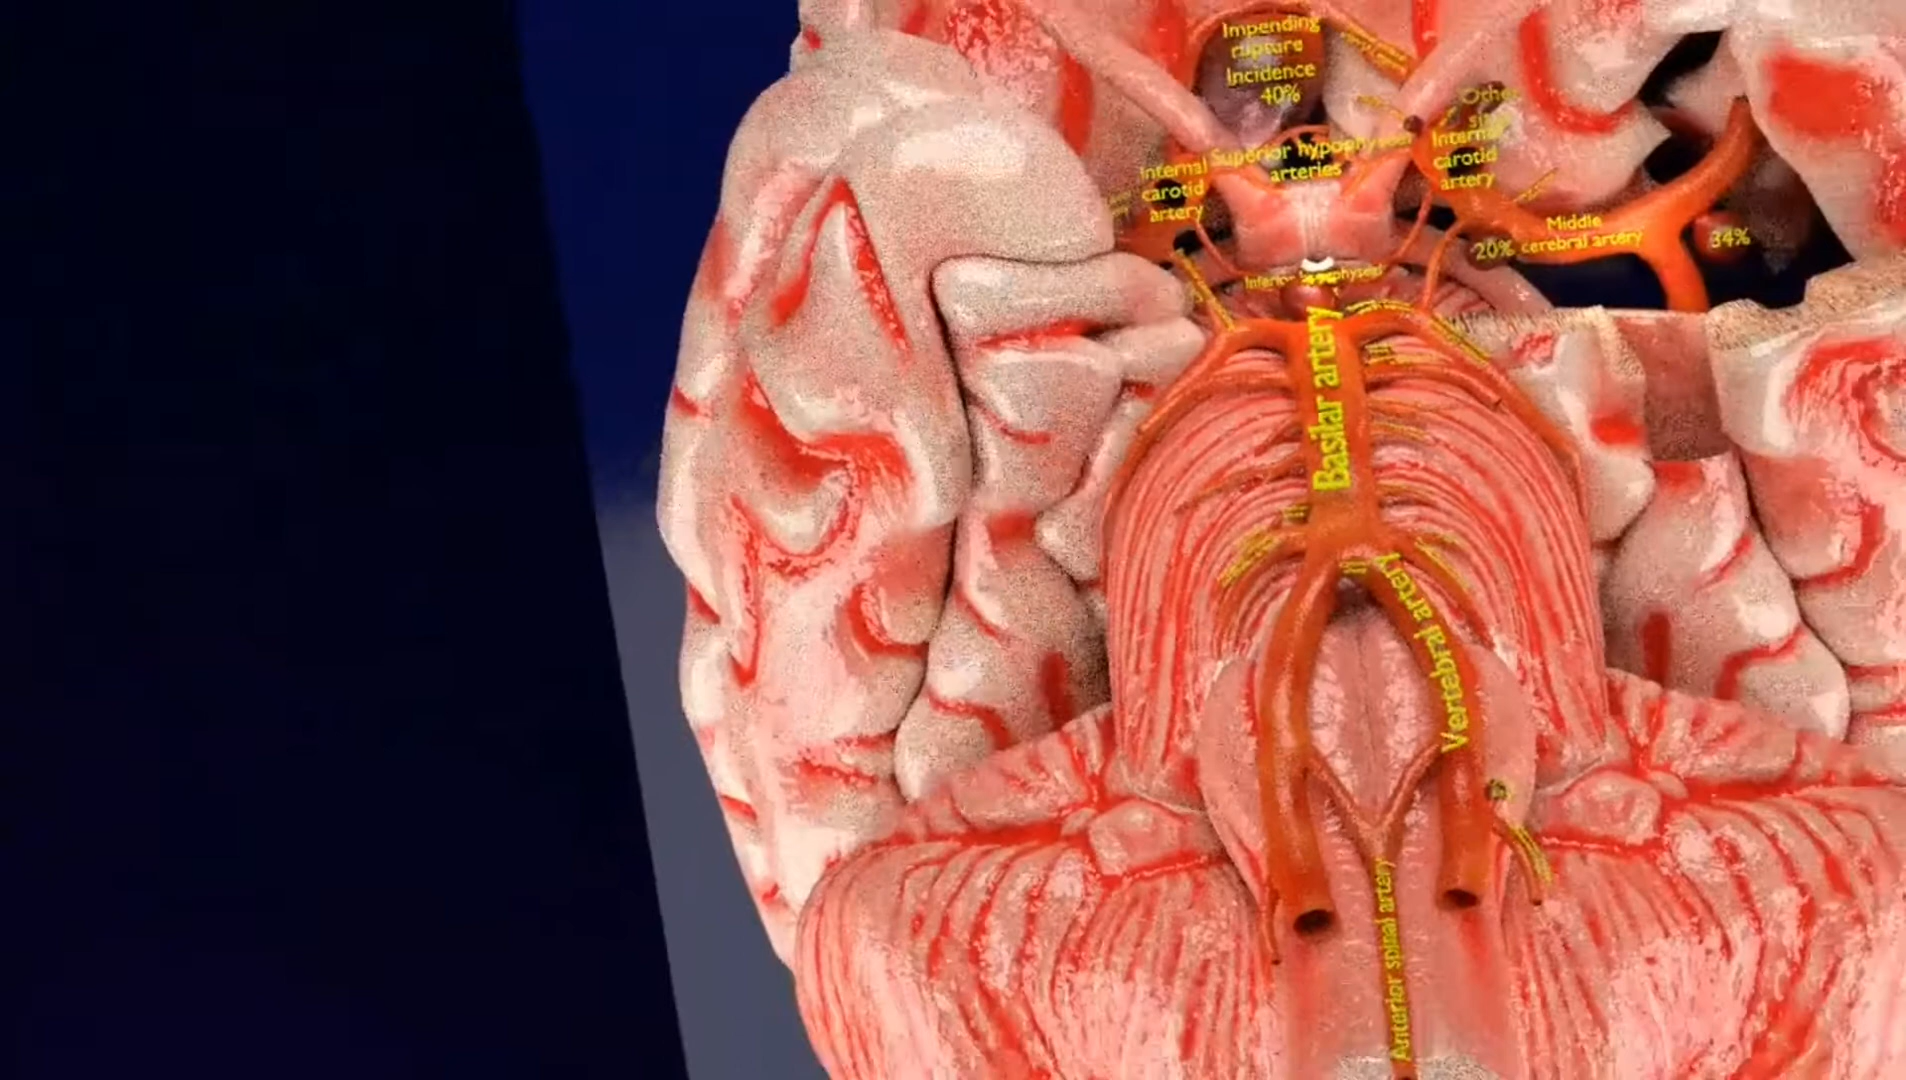 Impending
rupture
Incidence
40%
Internal
carotid
artery
Superior hypophyseal
arteries
Internal
carotid
artery
Middle
cerebral artery
20%
34%
Basilar artery
Vertebral artery
Anterior spinal artery